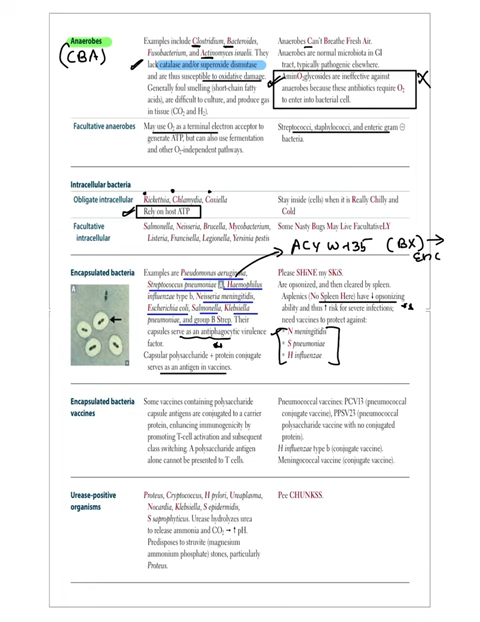 Anaerobes
(CBA)
Examples include Clostridium, Bacteroides,
Fusobacterium, and Actinomyces israelii. They
lack catalase and/or superoxide dismutase
and are thus susceptible to oxidative damage.
Generally foul smelling (short-chain fatty
acids), are difficult to culture, and produce gas
in tissue (CO2 and H2).
Anaerobes Can't Breathe Fresh Air.
Anaerobes are normal microbiota in GI
tract, typically pathogenic elsewhere.
AminO2glycosides are ineffective against
anaerobes because these antibiotics require O2
to enter into bacterial cell.
Facultative anaerobes
May use O2 as a terminal electron acceptor to
generate ATP, but can also use fermentation
and other O2-independent pathways.
Streptococci, staphylococci, and enteric gram ⊖
bacteria.
Intracellular bacteria
Obligate intracellular
Rickettsia, Chlamydia, Coxiella
Rely on host ATP
Stay inside (cells) when it is Really Chilly and
Cold
Facultative
intracellular
Salmonella, Neisseria, Brucella, Mycobacterium,
Listeria, Francisella, Legionella, Yersinia pestis
Some Nasty Bugs May Live FacultativeLY
ACY W-135 (BX) →
Encapsulated bacteria
A
Examples are Pseudomonas aeruginosa,
Streptococcus pneumoniae A, Haemophilus
influenzae type b, Neisseria meningitidis,
Escherichia coli, Salmonella, Klebsiella
pneumoniae, and group B Strep. Their
capsules serve as an antiphagocytic virulence
factor.
Capsular polysaccharide + protein conjugate
serves as an antigen in vaccines.
Please SHiNE my SKiS.
Are opsonized, and then cleared by spleen.
Asplenics (No Spleen Here) have ↓ opsonizing
ability and thus ↑ risk for severe infections;
need vaccines to protect against:
• N meningitidis
• S pneumoniae
• H influenzae
Encapsulated bacteria
vaccines
Some vaccines containing polysaccharide
capsule antigens are conjugated to a carrier
protein, enhancing immunogenicity by
promoting T-cell activation and subsequent
class switching. A polysaccharide antigen
alone cannot be presented to T cells.
Pneumococcal vaccines: PCV13 (pneumococcal
conjugate vaccine), PPSV23 (pneumococcal
polysaccharide vaccine with no conjugated
protein).
H influenzae type b (conjugate vaccine).
Meningococcal vaccine (conjugate vaccine).
Urease-positive
organisms
Proteus, Cryptococcus, H pylori, Ureaplasma,
Nocardia, Klebsiella, S epidermidis,
S saprophyticus. Urease hydrolyzes urea
to release ammonia and CO2 → ↑ pH.
Predisposes to struvite (magnesium
ammonium phosphate) stones, particularly
Proteus.
Pee CHUNKSS.